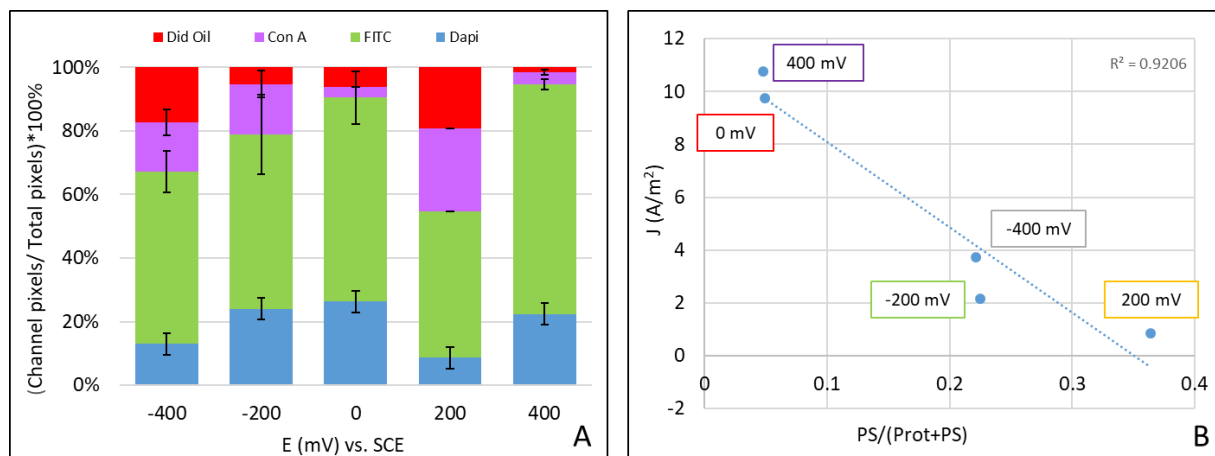 Did Oil Con A FITC Dapi
100%
80%
60%
40%
20%
0%
(Channel pixels/ Total pixels)*100%
-400 -200 0 200 400
E (mV) vs. SCE
A
12
10
8
6
4
2
0
-2
J (A/m²)
R² = 0.9206
400 mV
0 mV
-400 mV
-200 mV
200 mV
0 0.1 0.2 0.3 0.4
PS/(Prot+PS)
B